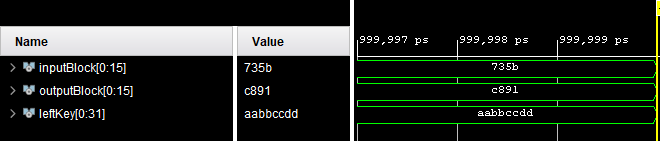 Name Value 999,997 ps 999,998 ps 999,999 ps
inputBlock[0:15] 735b 735b
outputBlock[0:15] c891 c891
leftKey[0:31] aabbccdd aabbccdd